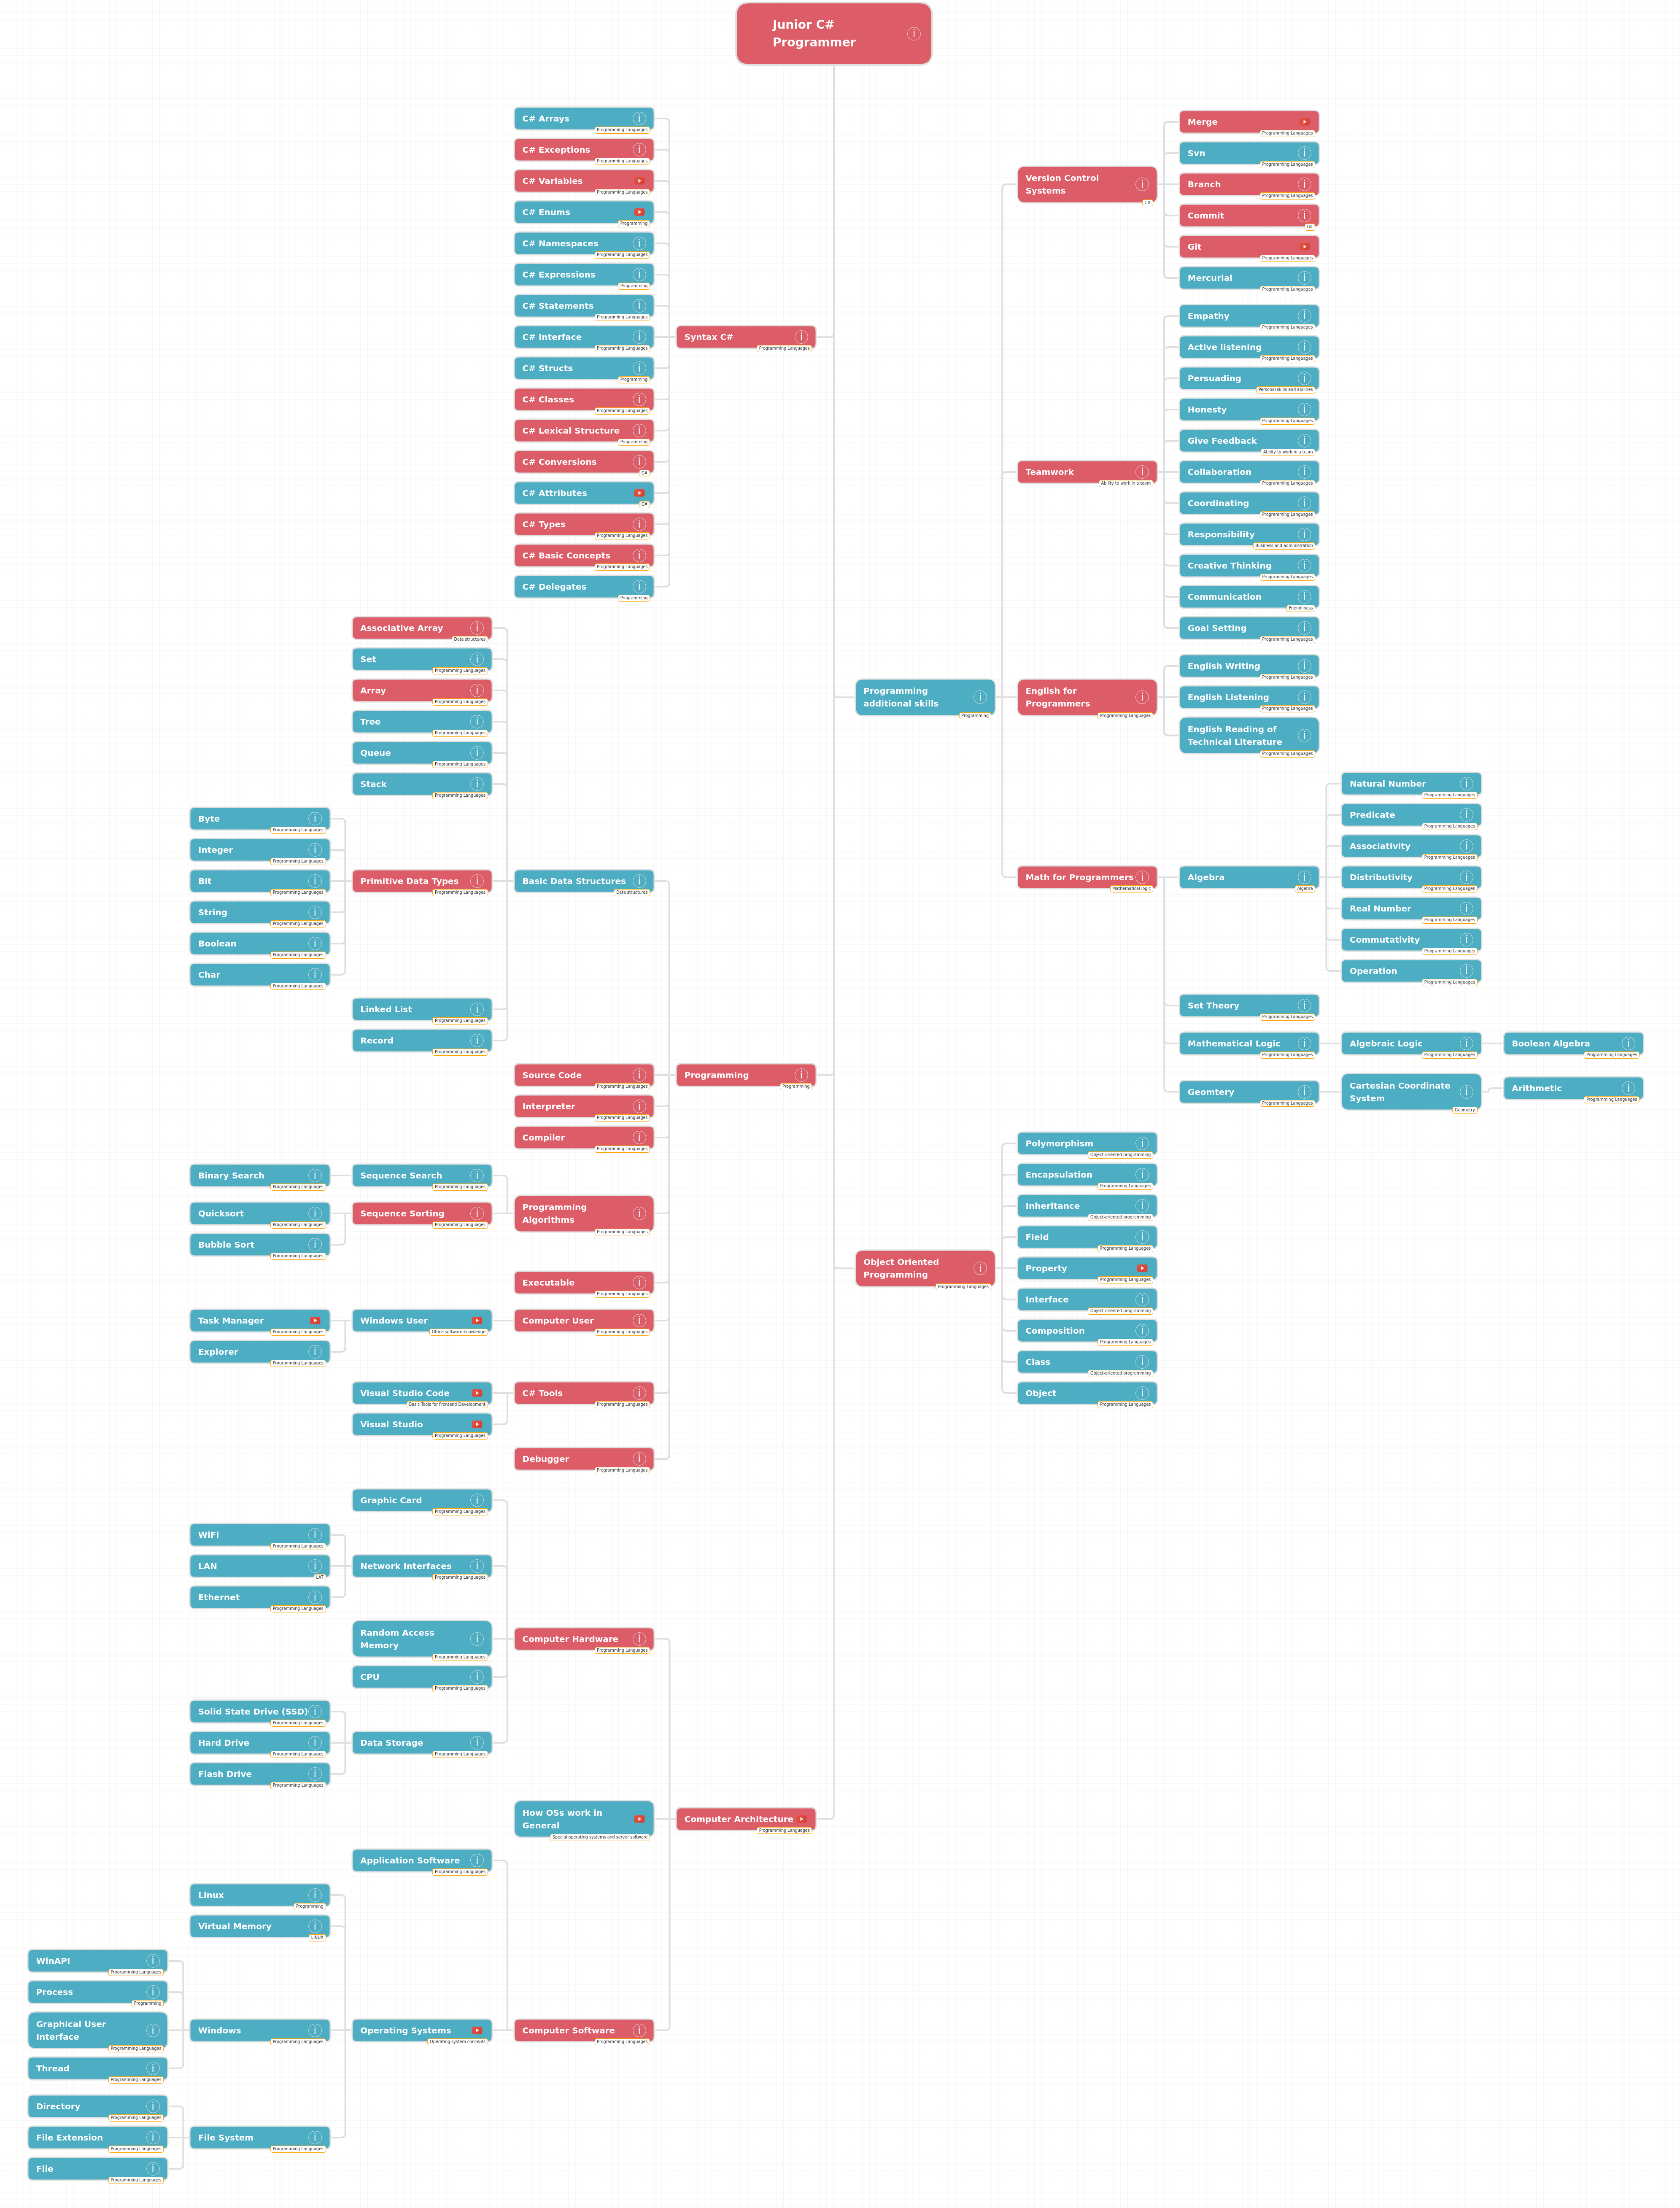 Junior C#
Programmer
C# Arrays
Programming Languages
C# Exceptions
Programming Languages
C# Variables
Programming Languages
C# Enums
Programming
C# Namespaces
Programming Languages
C# Expressions
Programming
C# Statements
Programming Languages
C# Interface
Programming Languages
C# Structs
Programming
C# Classes
Programming Languages
C# Lexical Structure
Programming
C# Conversions
C#
C# Attributes
C#
C# Types
Programming Languages
C# Basic Concepts
Programming Languages
C# Delegates
Programming
Syntax C#
Programming Languages
Associative Array
Data structures
Set
Programming Languages
Array
Programming Languages
Tree
Programming Languages
Queue
Programming Languages
Stack
Programming Languages
Byte
Programming Languages
Integer
Programming Languages
Bit
Programming Languages
String
Programming Languages
Boolean
Programming Languages
Char
Programming Languages
Primitive Data Types
Programming Languages
Basic Data Structures
Data structures
Linked List
Programming Languages
Record
Programming Languages
Source Code
Programming Languages
Programming
Programming
Interpreter
Programming Languages
Compiler
Programming Languages
Binary Search
Programming Languages
Sequence Search
Programming Languages
Quicksort
Programming Languages
Sequence Sorting
Programming Languages
Programming
Algorithms
Programming Languages
Bubble Sort
Programming Languages
Executable
Programming Languages
Task Manager
Programming Languages
Windows User
Office software knowledge
Computer User
Programming Languages
Explorer
Programming Languages
Visual Studio Code
Basic Tools for Frontend Development
C# Tools
Programming Languages
Visual Studio
Programming Languages
Debugger
Programming Languages
Graphic Card
Programming Languages
WiFi
Programming Languages
LAN
LAT
Network Interfaces
Programming Languages
Ethernet
Programming Languages
Random Access
Memory
Programming Languages
Computer Hardware
Programming Languages
CPU
Programming Languages
Solid State Drive (SSD)
Programming Languages
Hard Drive
Programming Languages
Data Storage
Programming Languages
Flash Drive
Programming Languages
How OSs work in
General
Special operating systems and server software
Computer Architecture
Programming Languages
Application Software
Programming Languages
Linux
Programming
Virtual Memory
LINUX
WinAPI
Programming Languages
Process
Programming
Graphical User
Interface
Programming Languages
Thread
Programming Languages
Windows
Programming Languages
Operating Systems
Operating system concepts
Computer Software
Programming Languages
Directory
Programming Languages
File Extension
Programming Languages
File System
Programming Languages
File
Programming Languages
Version Control
Systems
C#
Merge
Programming Languages
Svn
Programming Languages
Branch
Programming Languages
Commit
Git
Git
Programming Languages
Mercurial
Programming Languages
Teamwork
Ability to work in a team
Empathy
Programming Languages
Active listening
Programming Languages
Persuading
Personal skills and abilities
Honesty
Programming Languages
Give Feedback
Ability to work in a team
Collaboration
Programming Languages
Coordinating
Programming Languages
Responsibility
Business and administration
Creative Thinking
Programming Languages
Communication
Friendliness
Goal Setting
Programming Languages
Programming
additional skills
Programming
English for
Programmers
Programming Languages
English Writing
Programming Languages
English Listening
Programming Languages
English Reading of
Technical Literature
Programming Languages
Math for Programmers
Mathematical logic
Algebra
Algebra
Natural Number
Programming Languages
Predicate
Programming Languages
Associativity
Programming Languages
Distributivity
Programming Languages
Real Number
Programming Languages
Commutativity
Programming Languages
Operation
Programming Languages
Set Theory
Programming Languages
Mathematical Logic
Programming Languages
Algebraic Logic
Programming Languages
Boolean Algebra
Programming Languages
Geomtery
Programming Languages
Cartesian Coordinate
System
Geometry
Arithmetic
Programming Languages
Object Oriented
Programming
Programming Languages
Polymorphism
Object-oriented programming
Encapsulation
Programming Languages
Inheritance
Object-oriented programming
Field
Programming Languages
Property
Programming Languages
Interface
Object-oriented programming
Composition
Programming Languages
Class
Object-oriented programming
Object
Programming Languages